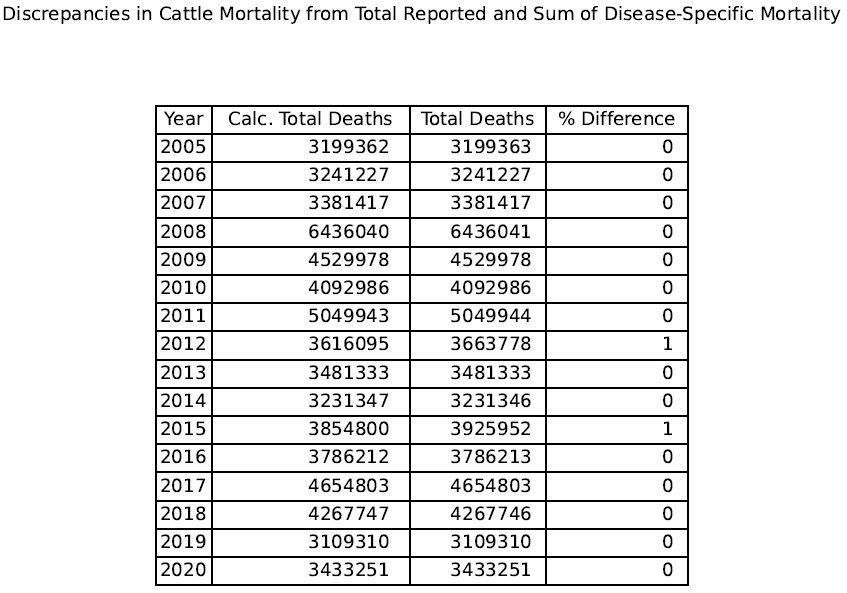 Discrepancies in Cattle Mortality from Total Reported and Sum of Disease-Specific Mortality
Year Calc. Total Deaths Total Deaths % Difference
2005 3199362 3199363 0
2006 3241227 3241227 0
2007 3381417 3381417 0
2008 6436040 6436041 0
2009 4529978 4529978 0
2010 4092986 4092986 0
2011 5049943 5049944 0
2012 3616095 3663778 1
2013 3481333 3481333 0
2014 3231347 3231346 0
2015 3854800 3925952 1
2016 3786212 3786213 0
2017 4654803 4654803 0
2018 4267747 4267746 0
2019 3109310 3109310 0
2020 3433251 3433251 0